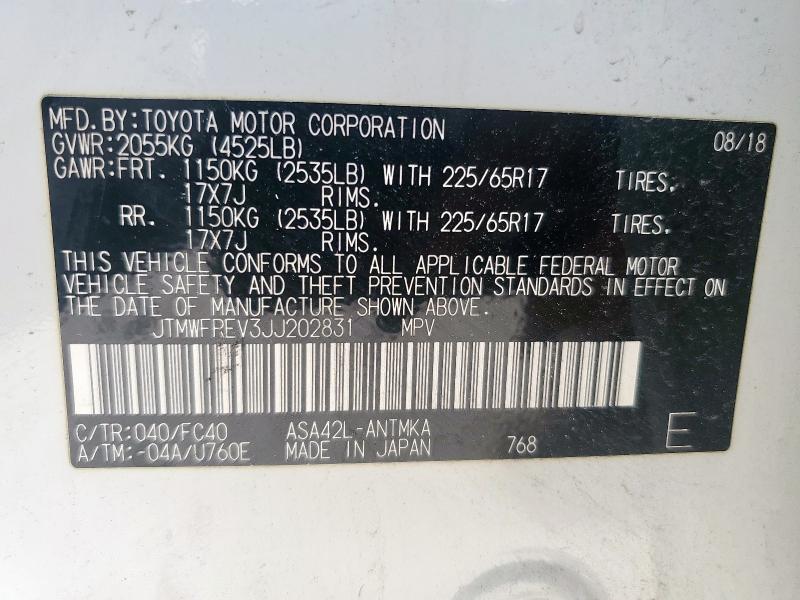 MFD.BY:TOYOTA MOTOR CORPORATION 08/18
GVWR:2055KG (4525LB)
GAWR:FRT. 1150KG (2535LB) WITH 225/65R17 TIRES.
17X7J RIMS.
RR. 1150KG (2535LB) WITH 225/65R17 TIRES.
17X7J RIMS.
THIS VEHICLE CONFORMS TO ALL APPLICABLE FEDERAL MOTOR
VEHICLE SAFETY AND THEFT PREVENTION STANDARDS IN EFFECT ON
THE DATE OF MANUFACTURE SHOWN ABOVE.
JTMWFREV3JJ202831 MPV
C/TR:040/FC40 ASA42L-ANTMKA
A/TM:-04A/U760E MADE IN JAPAN 768 E